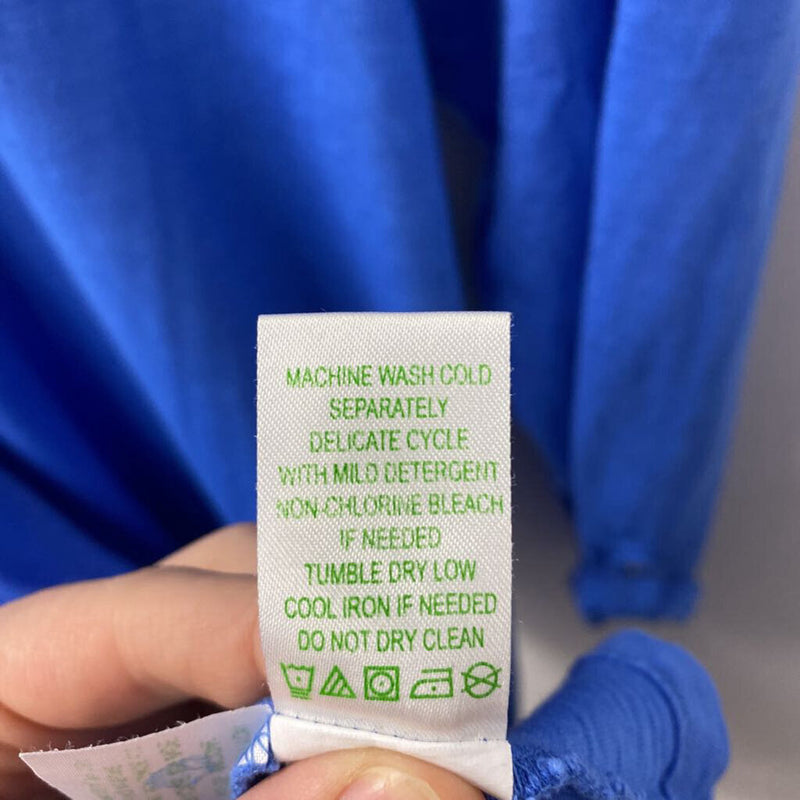 MACHINE WASH COLD
SEPARATELY
DELICATE CYCLE
WITH MILD DETERGENT
NON-CHLORINE BLEACH
IF NEEDED
TUMBLE DRY LOW
COOL IRON IF NEEDED
DO NOT DRY CLEAN